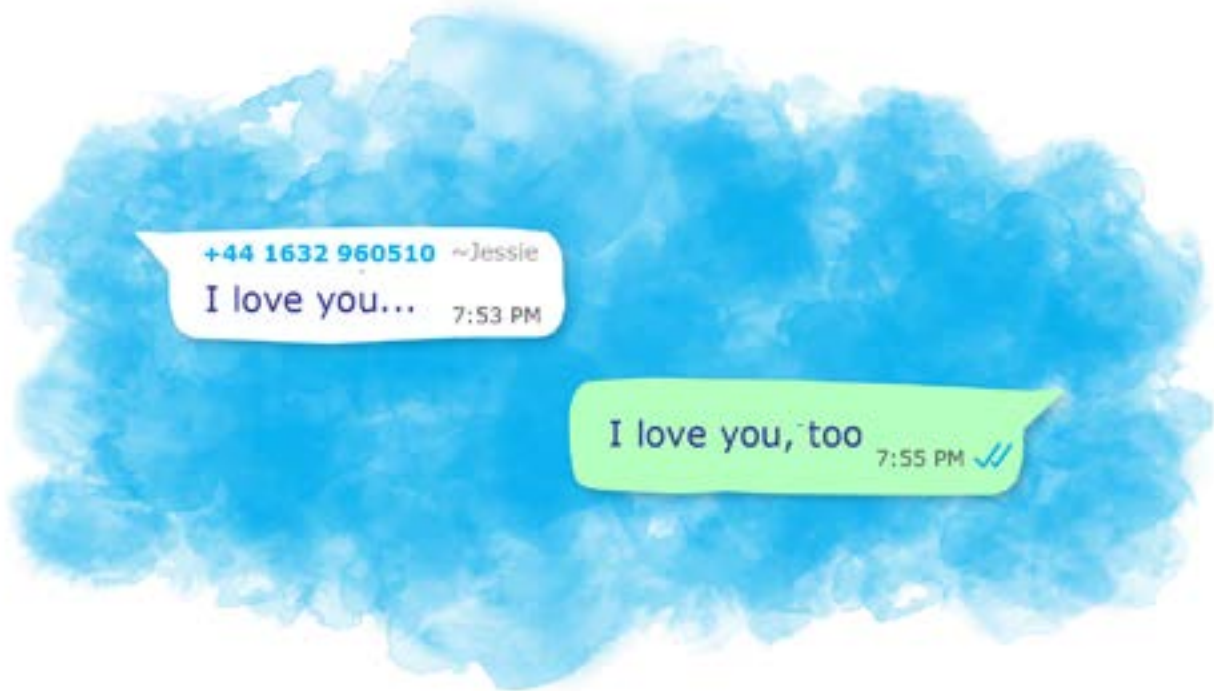 +44 1632 960510 ~Jessie
I love you...
7:53 PM
I love you, too
7:55 PM